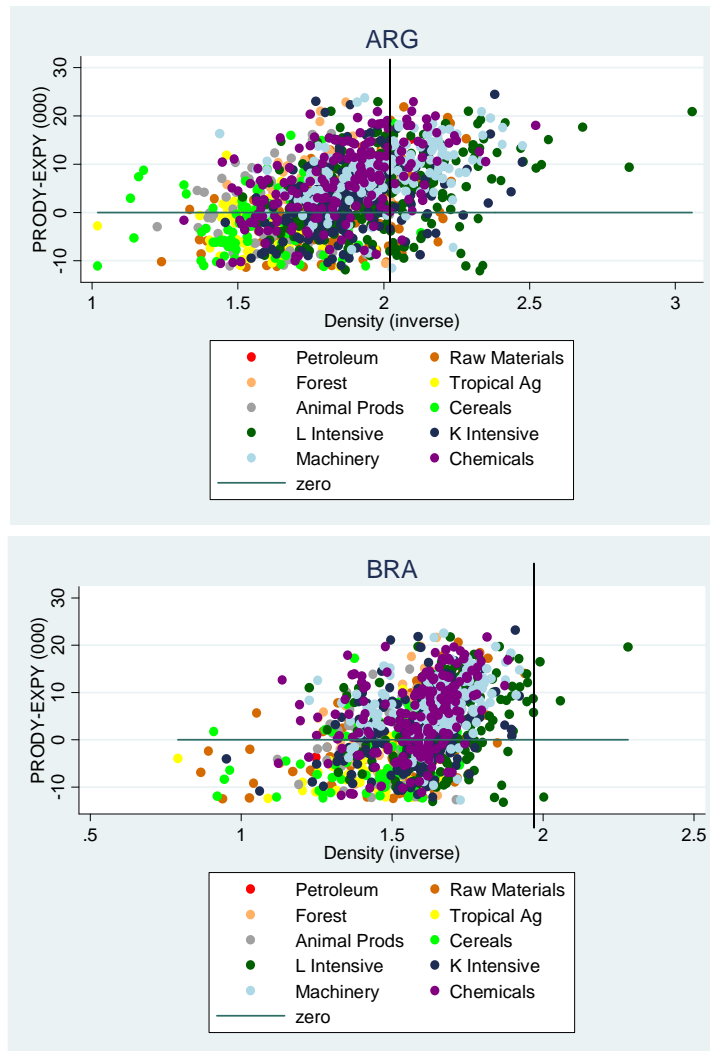 ARG
PRODY-EXPY (000)
30
20
10
0
-10
1 1.5 2 2.5 3
Density (inverse)
Petroleum Raw Materials
Forest Tropical Ag
Animal Prods Cereals
L Intensive K Intensive
Machinery Chemicals
zero
BRA
PRODY-EXPY (000)
30
20
10
0
-10
.5 1 1.5 2 2.5
Density (inverse)
Petroleum Raw Materials
Forest Tropical Ag
Animal Prods Cereals
L Intensive K Intensive
Machinery Chemicals
zero